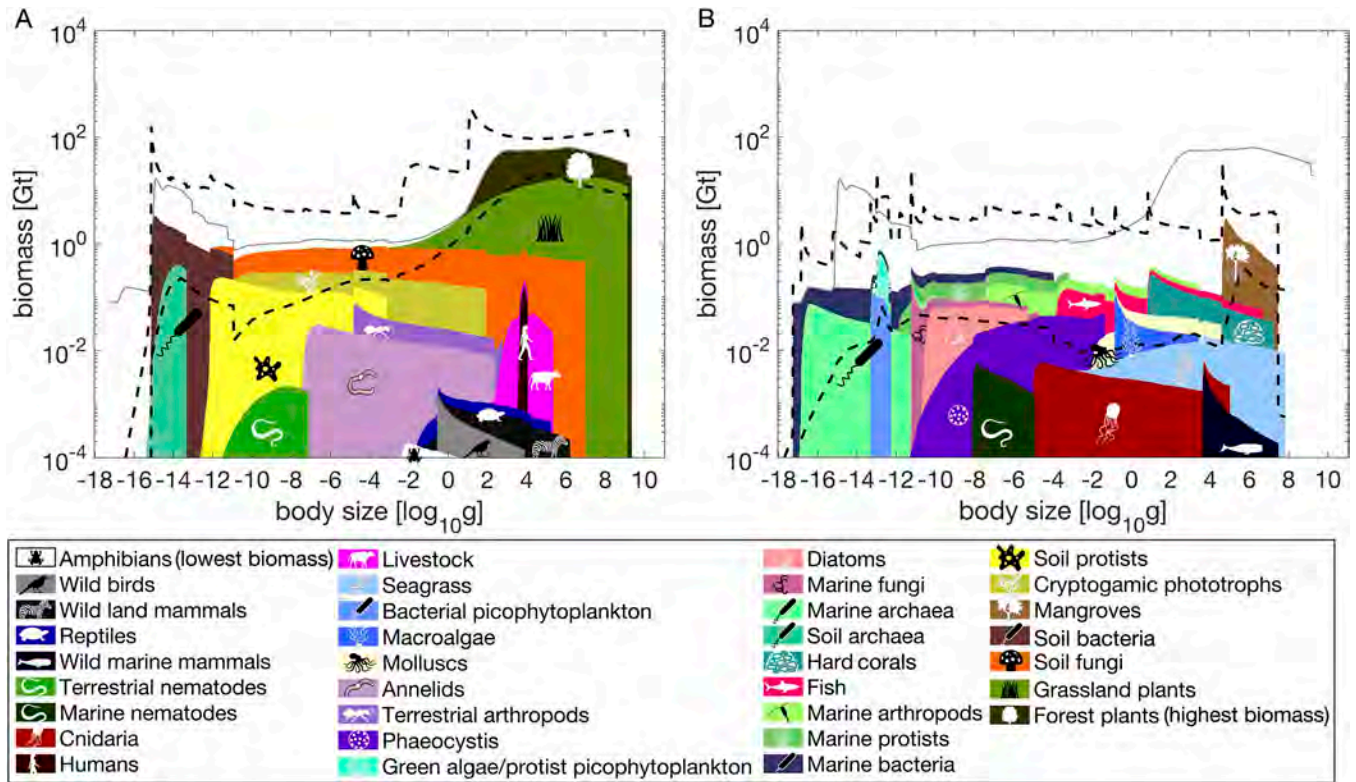 A
B
10^4
10^2
10^0
10^-2
10^-4
biomass [Gt]
-18 -16 -14 -12 -10 -8 -6 -4 -2 0 2 4 6 8 10
body size [log10g]
10^4
10^2
10^0
10^-2
10^-4
biomass [Gt]
-18 -16 -14 -12 -10 -8 -6 -4 -2 0 2 4 6 8 10
body size [log10g]
Amphibians (lowest biomass)
Wild birds
Wild land mammals
Reptiles
Wild marine mammals
Terrestrial nematodes
Marine nematodes
Cnidaria
Humans
Livestock
Seagrass
Bacterial picophytoplankton
Macroalgae
Molluscs
Annelids
Terrestrial arthropods
Phaeocystis
Green algae/protist picophytoplankton
Diatoms
Marine fungi
Marine archaea
Soil archaea
Hard corals
Fish
Marine arthropods
Marine protists
Marine bacteria
Soil protists
Cryptogamic phototrophs
Mangroves
Soil bacteria
Soil fungi
Grassland plants
Forest plants (highest biomass)